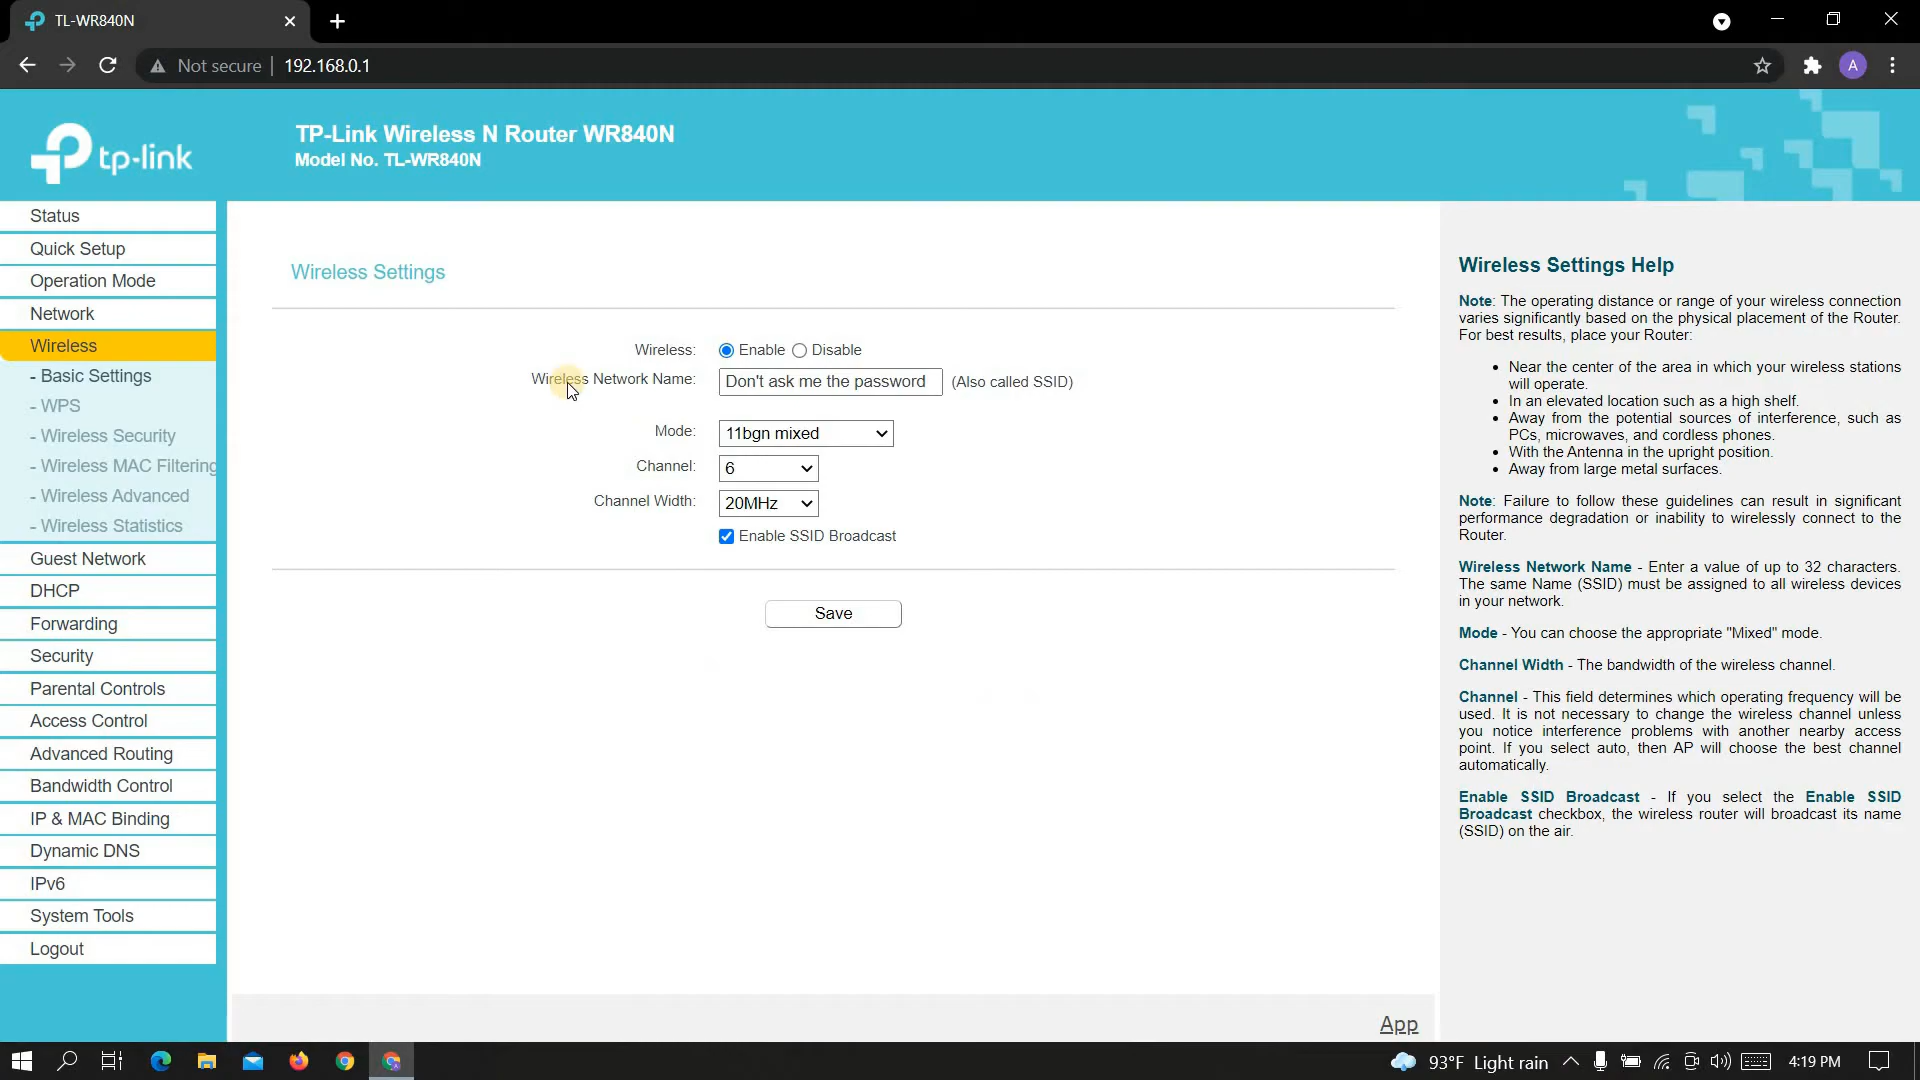 TL-WR840N
Not secure | 192.168.0.1
A
tp-link
TP-Link Wireless N Router WR840N
Model No. TL-WR840N
Status
Quick Setup
Operation Mode
Network
Wireless
- Basic Settings
- WPS
- Wireless Security
- Wireless MAC Filtering
- Wireless Advanced
- Wireless Statistics
Guest Network
DHCP
Forwarding
Security
Parental Controls
Access Control
Advanced Routing
Bandwidth Control
IP & MAC Binding
Dynamic DNS
IPv6
System Tools
Logout
Wireless Settings
Wireless: Enable Disable
Wireless Network Name: Don't ask me the password (Also called SSID)
Mode: 11bgn mixed
Channel: 6
Channel Width: 20MHz
Enable SSID Broadcast
Save
App
Wireless Settings Help
Note: The operating distance or range of your wireless connection
varies significantly based on the physical placement of the Router.
For best results, place your Router:
• Near the center of the area in which your wireless stations
will operate.
• In an elevated location such as a high shelf.
• Away from the potential sources of interference, such as
PCs, microwaves, and cordless phones.
• With the Antenna in the upright position.
• Away from large metal surfaces.
Note: Failure to follow these guidelines can result in significant
performance degradation or inability to wirelessly connect to the
Router.
Wireless Network Name - Enter a value of up to 32 characters.
The same Name (SSID) must be assigned to all wireless devices
in your network.
Mode - You can choose the appropriate "Mixed" mode.
Channel Width - The bandwidth of the wireless channel.
Channel - This field determines which operating frequency will be
used. It is not necessary to change the wireless channel unless
you notice interference problems with another nearby access
point. If you select auto, then AP will choose the best channel
automatically.
Enable SSID Broadcast - If you select the Enable SSID
Broadcast checkbox, the wireless router will broadcast its name
(SSID) on the air.
93°F Light rain
4:19 PM